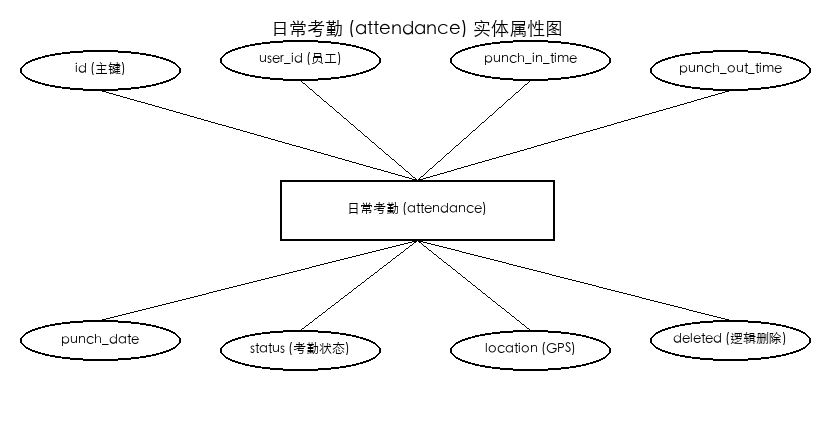 日常考勤 (attendance) 实体属性图
id (主键)
user_id (员工)
punch_in_time
punch_out_time
日常考勤 (attendance)
punch_date
status (考勤状态)
location (GPS)
deleted (逻辑删除)